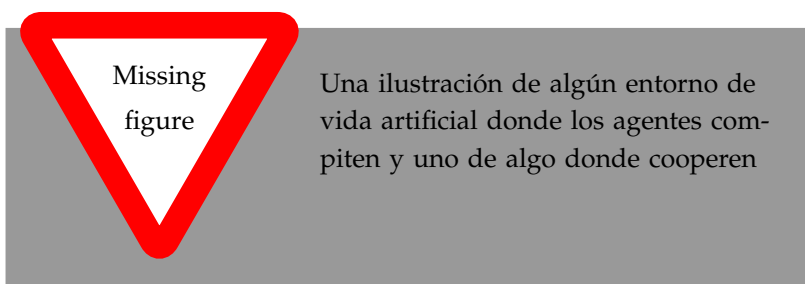 Missing
figure
Una ilustración de algún entorno de
vida artificial donde los agentes com-
piten y uno de algo donde cooperen